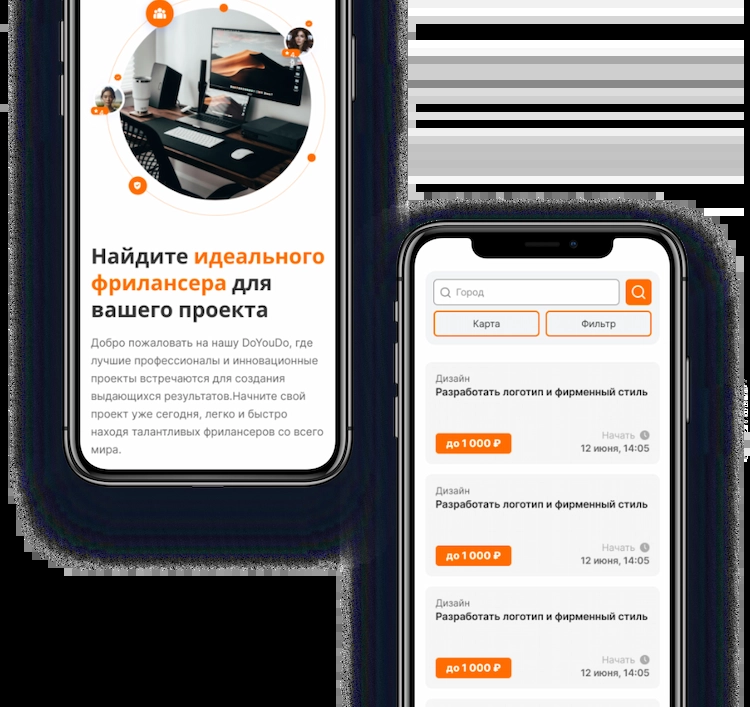 Найдите идеального
фрилансера для
вашего проекта
Добро пожаловать на нашу DoYouDo, где
лучшие профессионалы и инновационные
проекты встречаются для создания
выдающихся результатов.Начните свой
проект уже сегодня, легко и быстро
находя талантливых фрилансеров со всего
мира.
Город
Карта
Фильтр
Дизайн
Разработать логотип и фирменный стиль
до 1 000 ₽
Начать
12 июня, 14:05
Дизайн
Разработать логотип и фирменный стиль
до 1 000 ₽
Начать
12 июня, 14:05
Дизайн
Разработать логотип и фирменный стиль
до 1 000 ₽
Начать
12 июня, 14:05